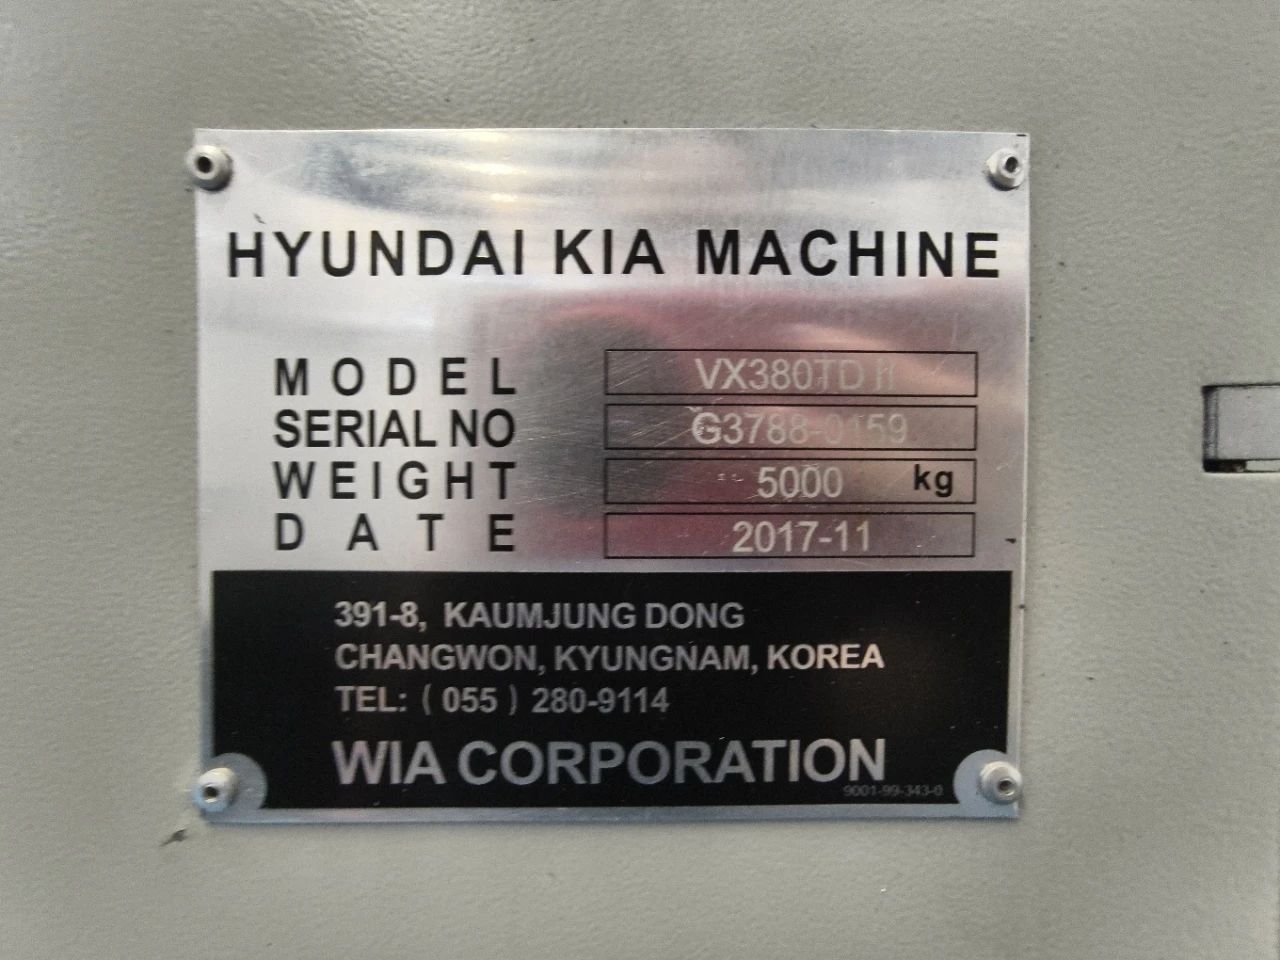 HYUNDAI KIA MACHINE
MODEL VX380TD II
SERIAL NO G3788-0159
WEIGHT 5000 kg
DATE 2017-11
391-8, KAUMJUNG DONG
CHANGWON, KYUNGNAM, KOREA
TEL: (055) 280-9114
WIA CORPORATION
9001-99-343-0